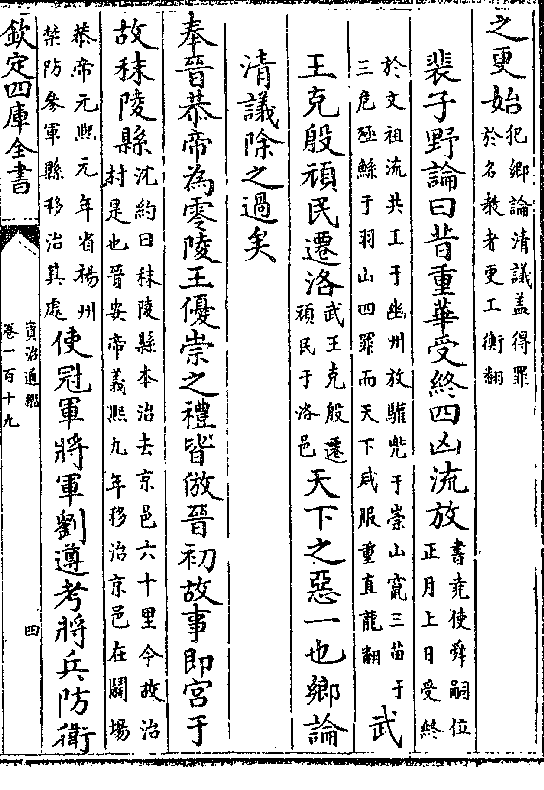 之更始犯鄉論清議蓋得罪
於名教者更工衡翻
裴子野論曰昔重華受終四凶流放書堯使舜嗣位
正月上日受終
於文祖流共工于幽州放驩兜于崇山竄三苗于
三危殛鯀于羽山四罪而天下咸服重直龍翻
武
王克殷頑民遷洛武王克殷遷
頑民于洛邑
天下之惡一也鄉論
清議除之過矣
奉晉恭帝為零陵王優崇之禮皆倣晉初故事即宮于
故秣陵縣沈約曰秣陵縣本治去京邑六十里今故治
村是也晉安帝義熙九年移治京邑在鬬場
恭帝元熙元年省揚州
禁防參軍縣移治其處
使冠軍將軍劉遵考將兵防衛
欽定四庫全書
資治通鑑
卷一百十九
四